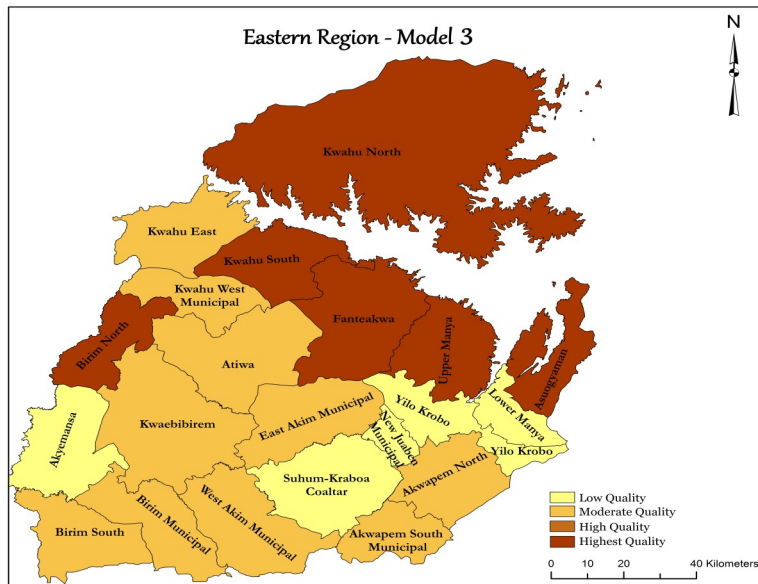 Eastern Region - Model 3
N
Kwahu North
Kwahu East
Kwahu South
Kwahu West
Municipal
Birim North
Fanteakwa
Upper Manya
Asuogyaman
Atiwa
Lower Manya
Yilo Krobo
East Akim Municipal
Kwaebibirem
New Juaben
Municipal
Yilo Krobo
Akyemansa
Akwapem North
Suhum-Kraboa
Coaltar
West Akim Municipal
Birim Municipal
Birim South
Akwapem South
Municipal
Low Quality
Moderate Quality
High Quality
Highest Quality
0 10 20 40 Kilometers